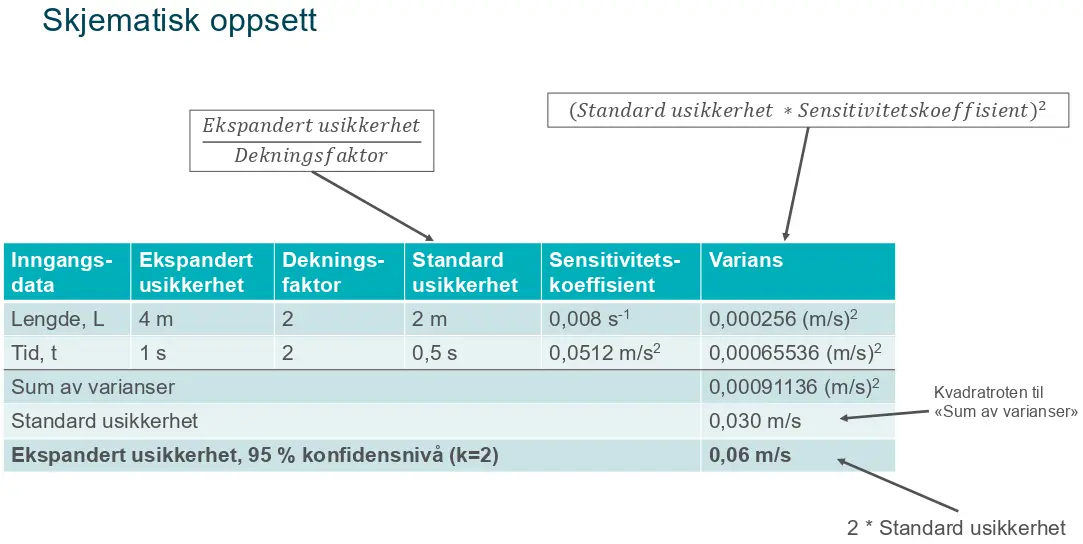 Skjematisk oppsett
(Standard usikkerhet ∗ Sensitivitetskoeffisient)²
Ekspandert usikkerhet
Dekningsfaktor
Inngangs- Ekspandert Deknings- Standard Sensitivitets- Varians
data usikkerhet faktor usikkerhet koeffisient
Lengde, L 4 m 2 2 m 0,008 s⁻¹ 0,000256 (m/s)²
Tid, t 1 s 2 0,5 s 0,0512 m/s² 0,00065536 (m/s)²
Sum av varianser 0,00091136 (m/s)²
Kvadratroten til
«Sum av varianser»
Standard usikkerhet 0,030 m/s
Ekspandert usikkerhet, 95 % konfidensnivå (k=2) 0,06 m/s
2 * Standard usikkerhet